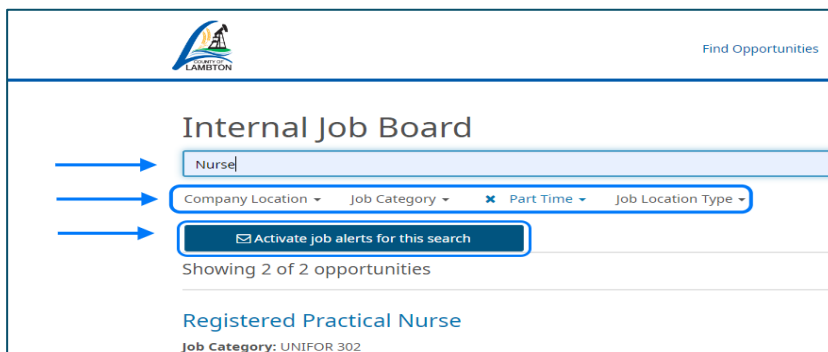 COUNTY OF
LAMBTON
Find Opportunities
Internal Job Board
Nurse
Company Location Job Category × Part Time Job Location Type
Activate job alerts for this search
Showing 2 of 2 opportunities
Registered Practical Nurse
Job Category: UNIFOR 302